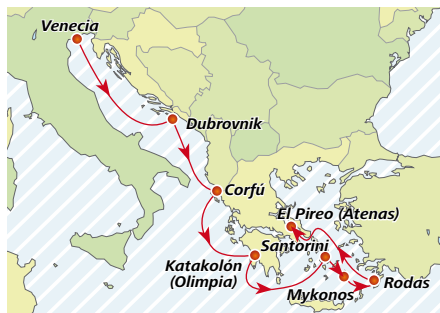 Venecia
Dubrovnik
Corfú
El Pireo (Atenas)
Santorini
Katakolón
(Olimpia)
Rodas
Mykonos